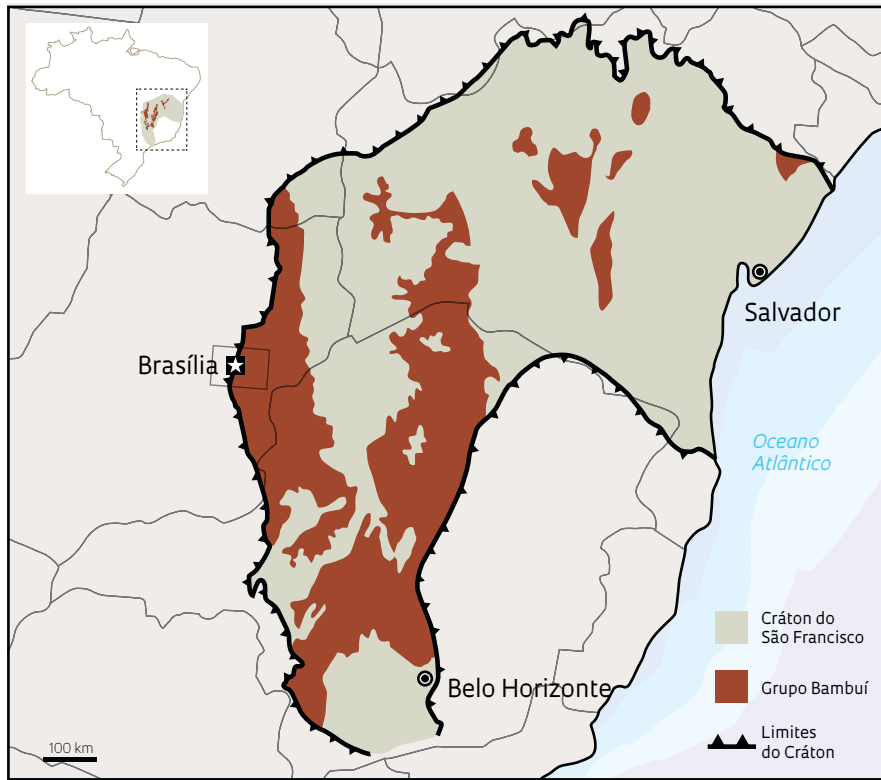 Salvador
Brasília
Oceano
Atlântico
Cráton do
São Francisco
Belo Horizonte
Grupo Bambuí
Limites
do Cráton
100 km